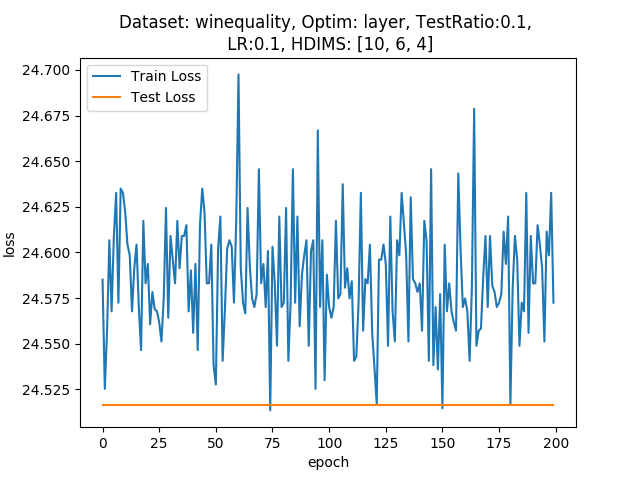 Dataset: winequality, Optim: layer, TestRatio:0.1,
LR:0.1, HDIMS: [10, 6, 4]
Train Loss
Test Loss
24.700
24.675
24.650
24.625
24.600
24.575
24.550
24.525
loss
0 25 50 75 100 125 150 175 200
epoch